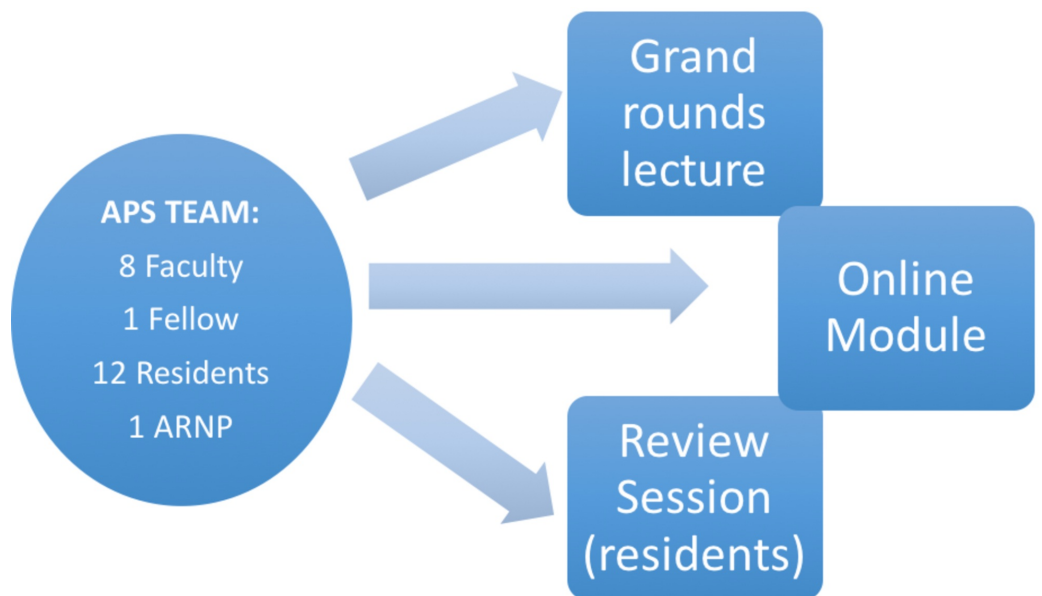 APS TEAM:
8 Faculty
1 Fellow
12 Residents
1 ARNP
Grand
rounds
lecture
Online
Module
Review
Session
(residents)